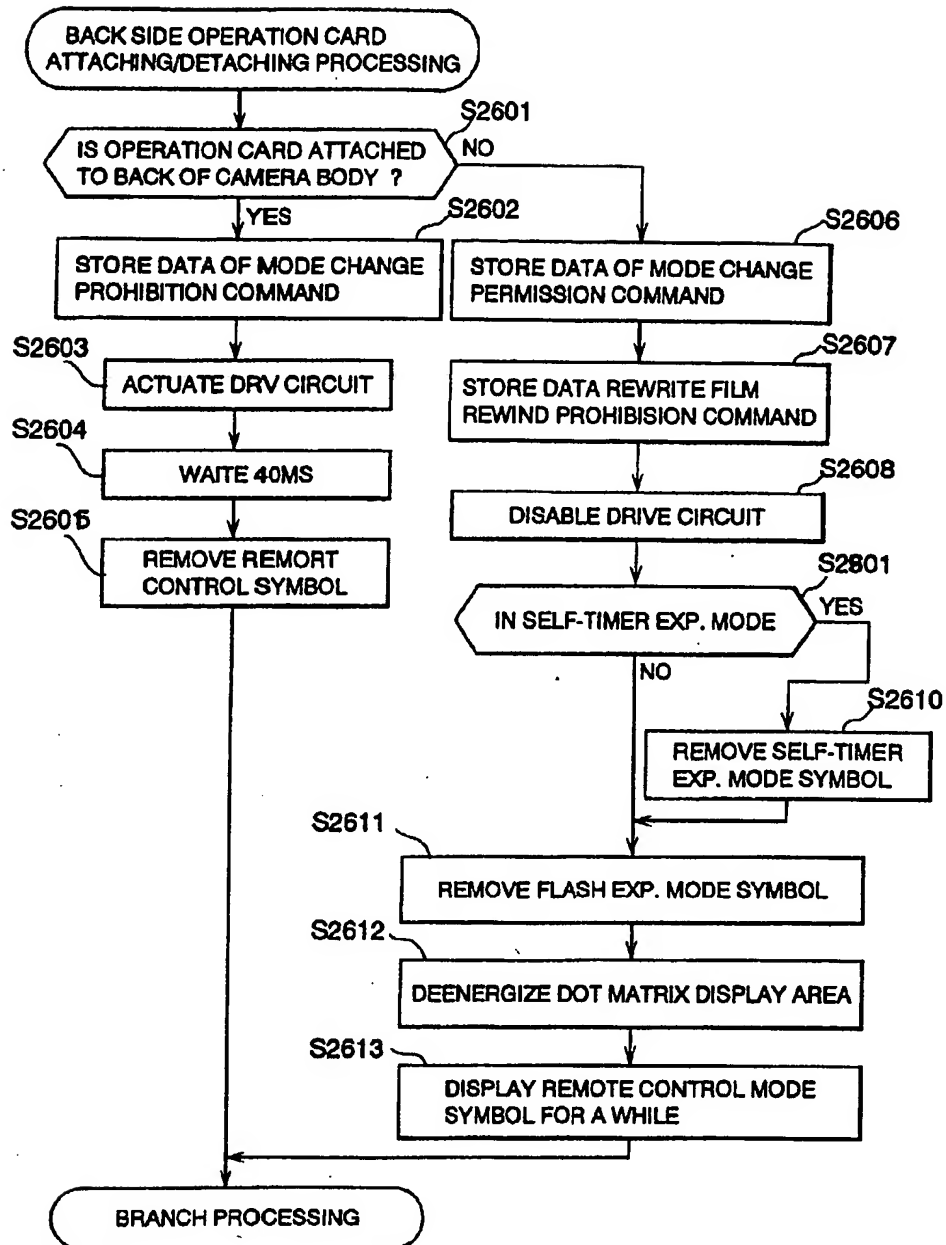 BACK SIDE OPERATION CARD
ATTACHING/DETACHING PROCESSING
S2601
IS OPERATION CARD ATTACHED
TO BACK OF CAMERA BODY ?
NO
YES
S2602
STORE DATA OF MODE CHANGE
PROHIBITION COMMAND
S2606
STORE DATA OF MODE CHANGE
PERMISSION COMMAND
S2603
ACTUATE DRV CIRCUIT
S2607
STORE DATA REWRITE FILM
REWIND PROHIBISION COMMAND
S2604
WAITE 40MS
S2608
DISABLE DRIVE CIRCUIT
S2605
REMOVE REMORT
CONTROL SYMBOL
S2801
IN SELF-TIMER EXP. MODE
YES
NO
S2610
REMOVE SELF-TIMER
EXP. MODE SYMBOL
S2611
REMOVE FLASH EXP. MODE SYMBOL
S2612
DEENERGIZE DOT MATRIX DISPLAY AREA
S2613
DISPLAY REMOTE CONTROL MODE
SYMBOL FOR A WHILE
BRANCH PROCESSING